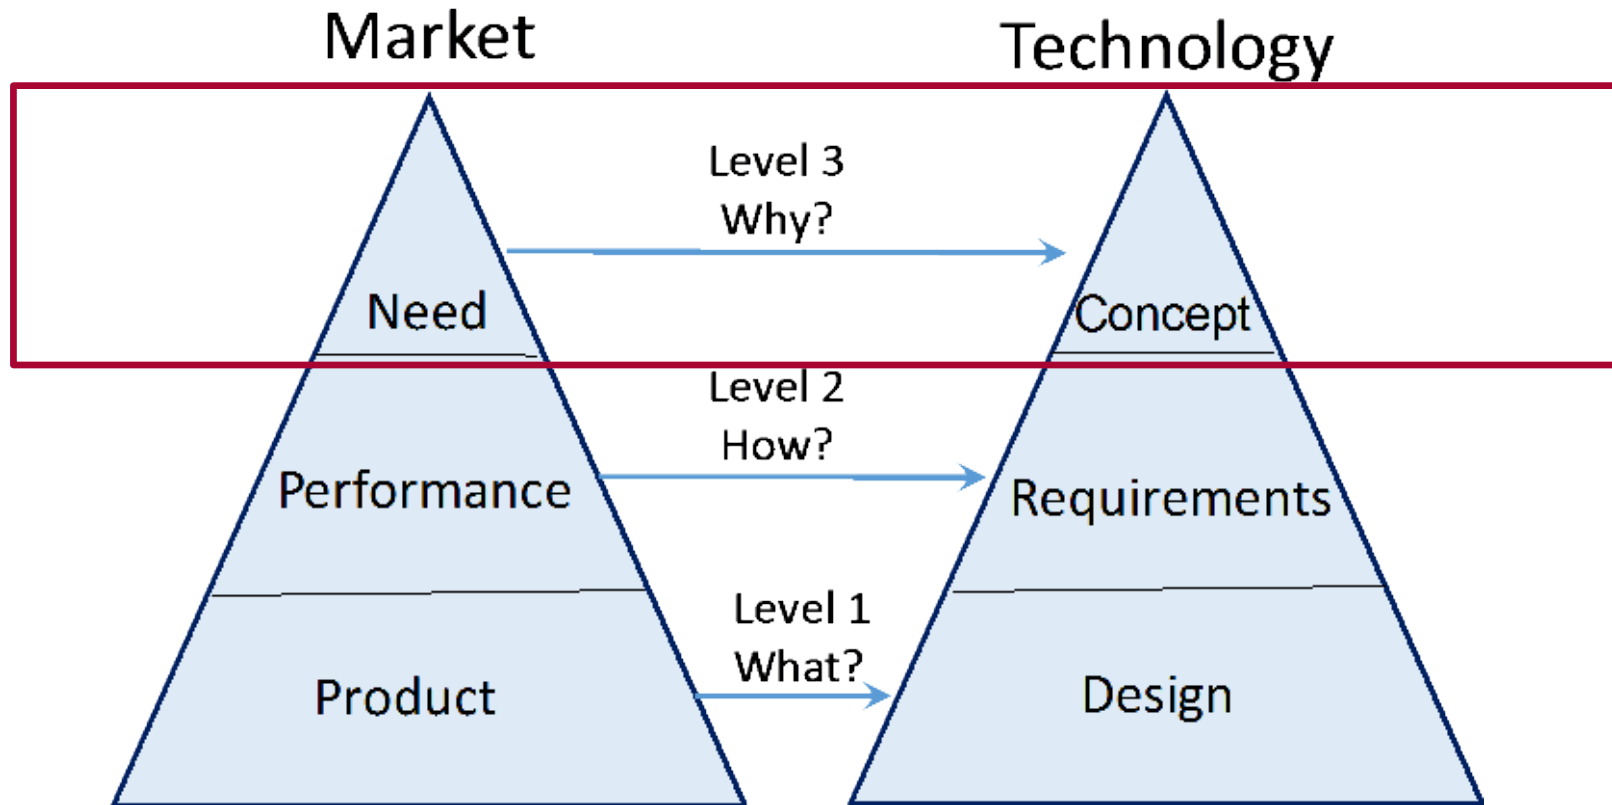 Market
Technology
Level 3
Why?
Need
Concept
Level 2
How?
Performance
Requirements
Level 1
What?
Product
Design